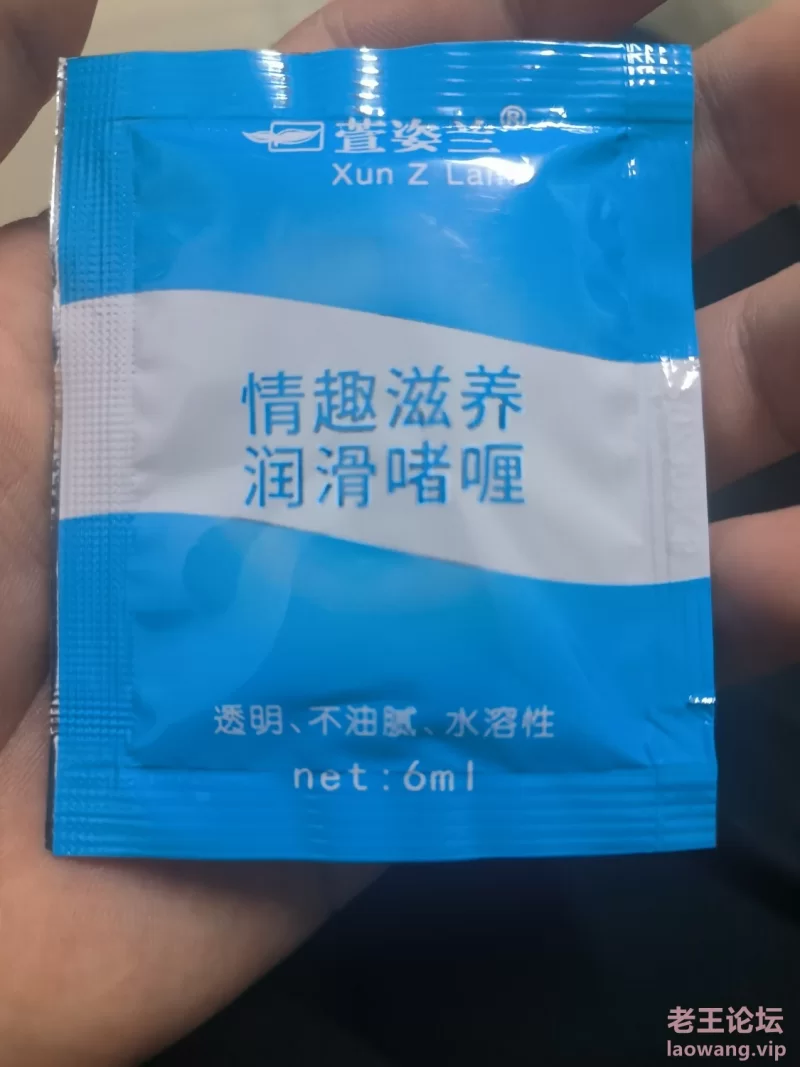 萱姿兰®
Xun Z Lan
情趣滋养
润滑啫喱
透明、不油腻、水溶性
net:6ml
老王论坛
laowang.vip